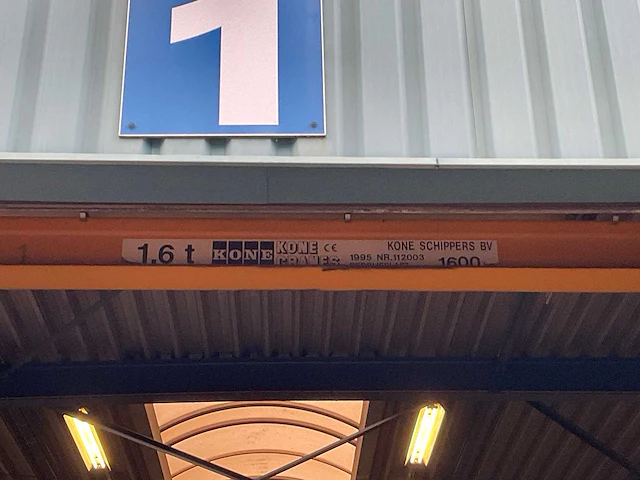 1
1.6 t KONE KONE CRANES CE KONE SCHIPPERS BV
1995 NR.112003
1600